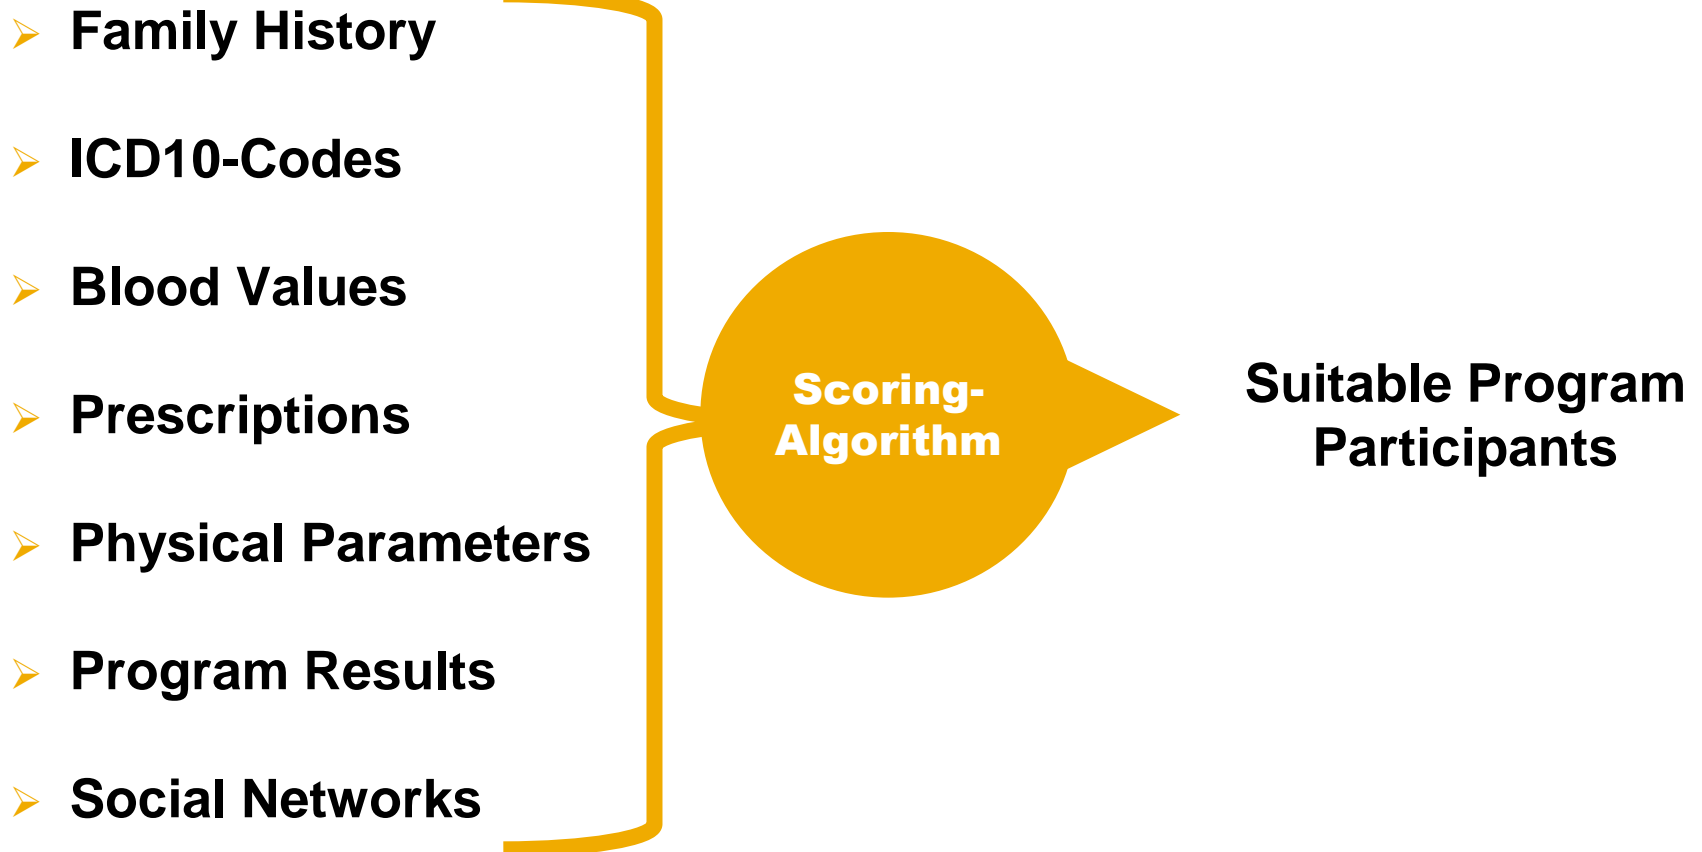 Family History
ICD10-Codes
Blood Values
Prescriptions
Physical Parameters
Program Results
Social Networks
Scoring-
Algorithm
Suitable Program
Participants